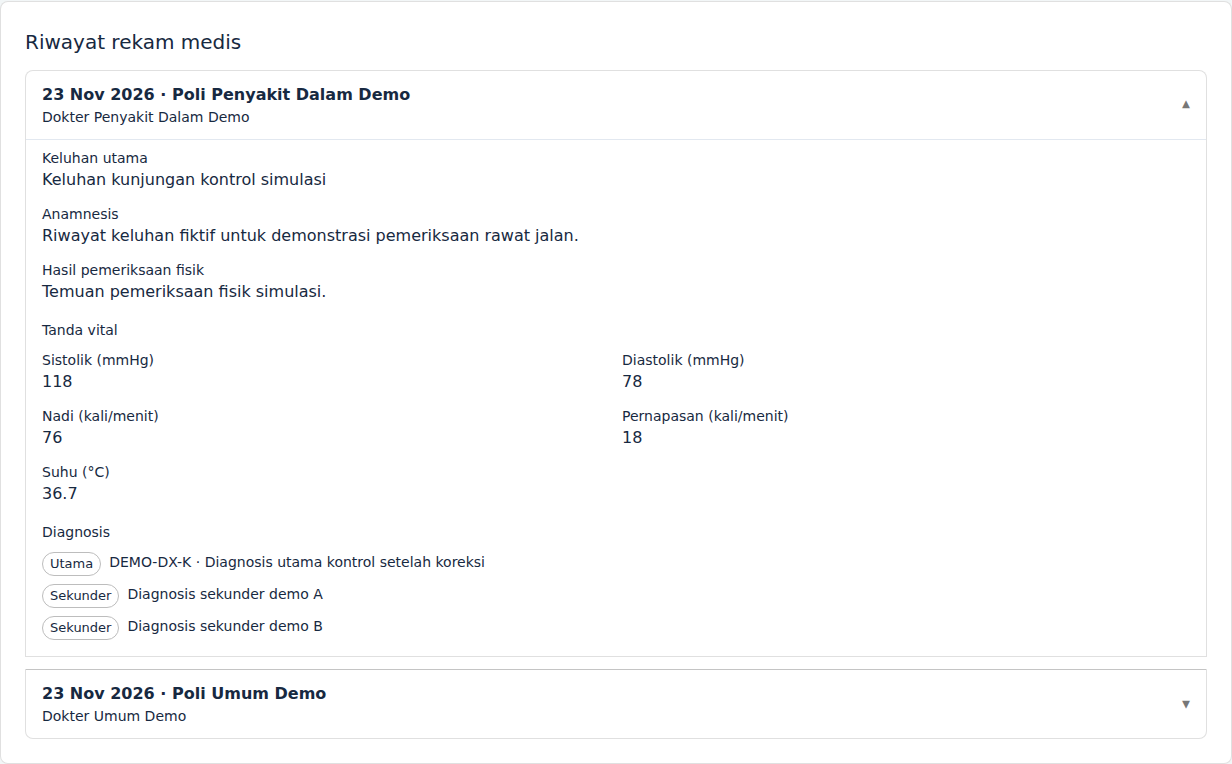 Riwayat rekam medis
23 Nov 2026 · Poli Penyakit Dalam Demo
Dokter Penyakit Dalam Demo
▲
Keluhan utama
Keluhan kunjungan kontrol simulasi
Anamnesis
Riwayat keluhan fiktif untuk demonstrasi pemeriksaan rawat jalan.
Hasil pemeriksaan fisik
Temuan pemeriksaan fisik simulasi.
Tanda vital
Sistolik (mmHg)
118
Diastolik (mmHg)
78
Nadi (kali/menit)
76
Pernapasan (kali/menit)
18
Suhu (°C)
36.7
Diagnosis
Utama DEMO-DX-K · Diagnosis utama kontrol setelah koreksi
Sekunder Diagnosis sekunder demo A
Sekunder Diagnosis sekunder demo B
23 Nov 2026 · Poli Umum Demo
Dokter Umum Demo
▼